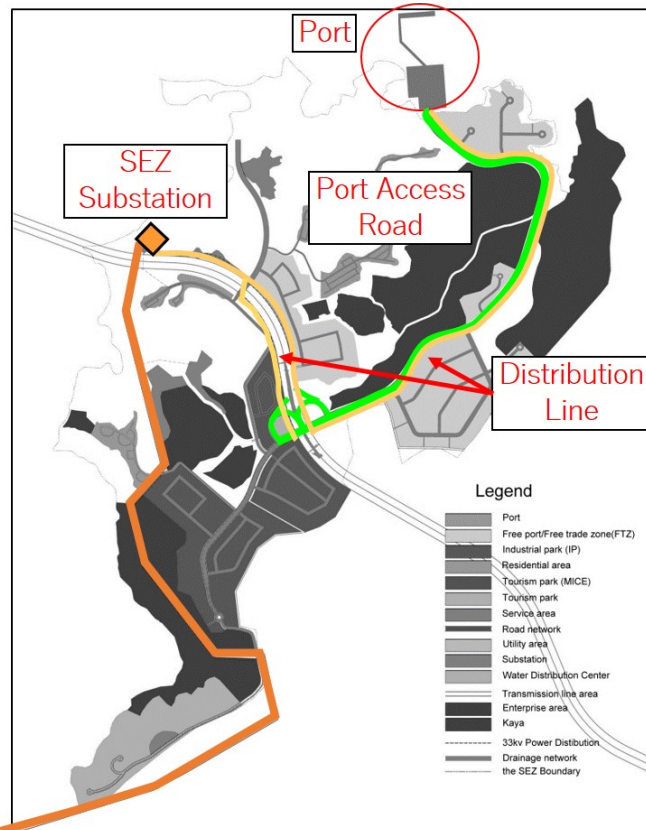 Port
SEZ
Substation
Port Access
Road
Distribution
Line
Legend
Port
Free port/Free trade zone(FTZ)
Industrial park (IP)
Residential area
Tourism park (MICE)
Tourism park
Service area
Road network
Utility area
Substation
Water Distribution Center
Transmission line area
Enterprise area
Kaya
33kv Power Distibution
Drainage network
the SEZ Boundary